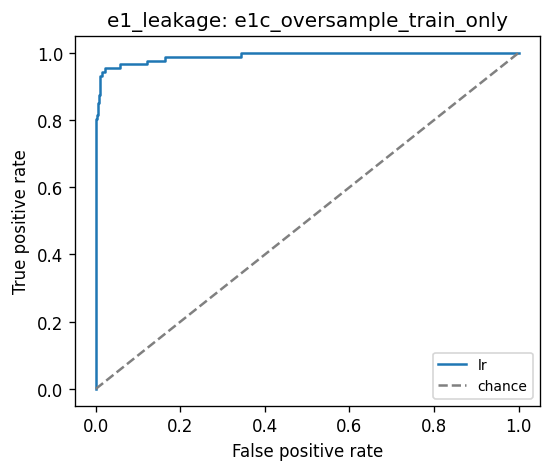 e1_leakage: e1c_oversample_train_only
1.0
0.8
0.6
0.4
0.2
0.0
True positive rate
lr
chance
0.0 0.2 0.4 0.6 0.8 1.0
False positive rate